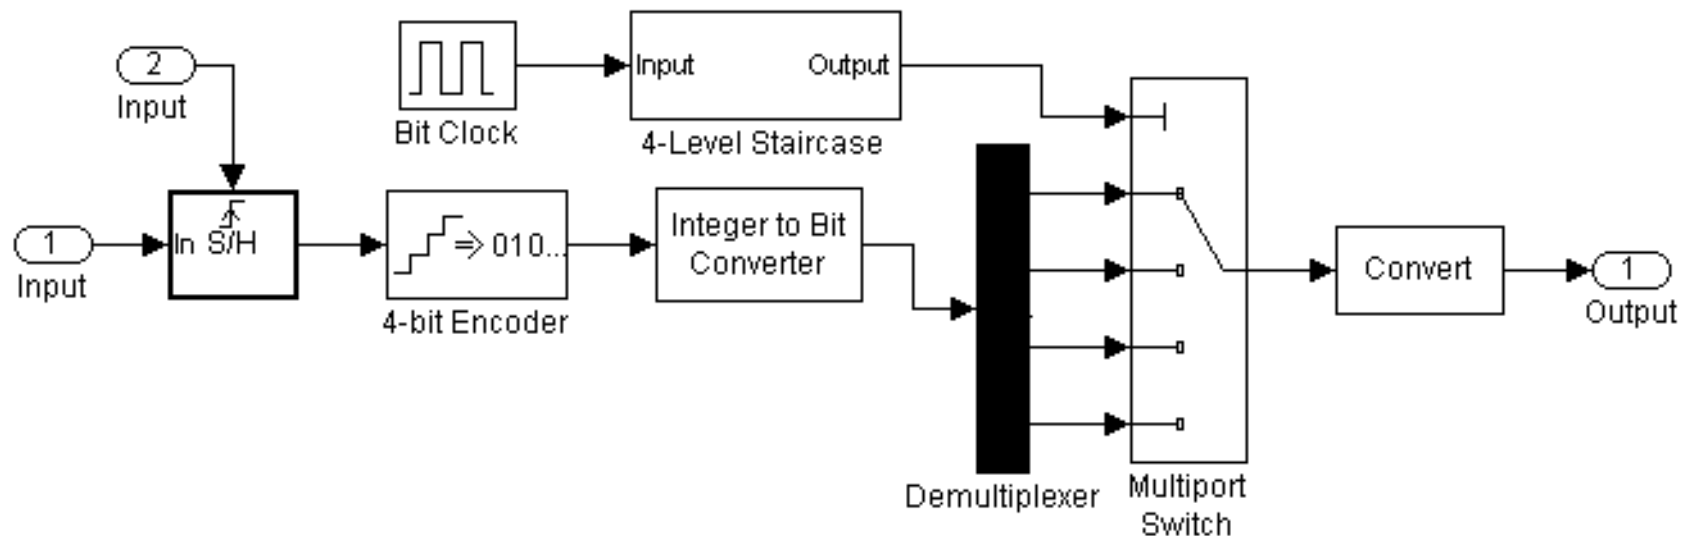 2
Input
Bit Clock
Input
Output
4-Level Staircase
1
Input
In S/H
010...
4-bit Encoder
Integer to Bit
Converter
Demultiplexer
Multiport
Switch
Convert
1
Output